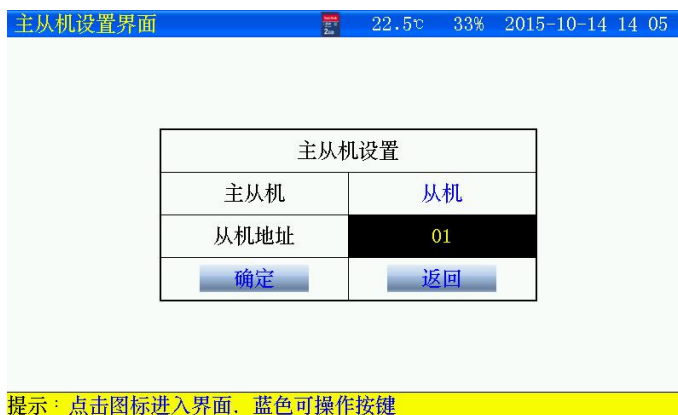 主从机设置界面 22.5℃ 33% 2015-10-14 14 05
主从机设置
主从机 从机
从机地址 01
确定 返回
提示：点击图标进入界面．蓝色可操作按键